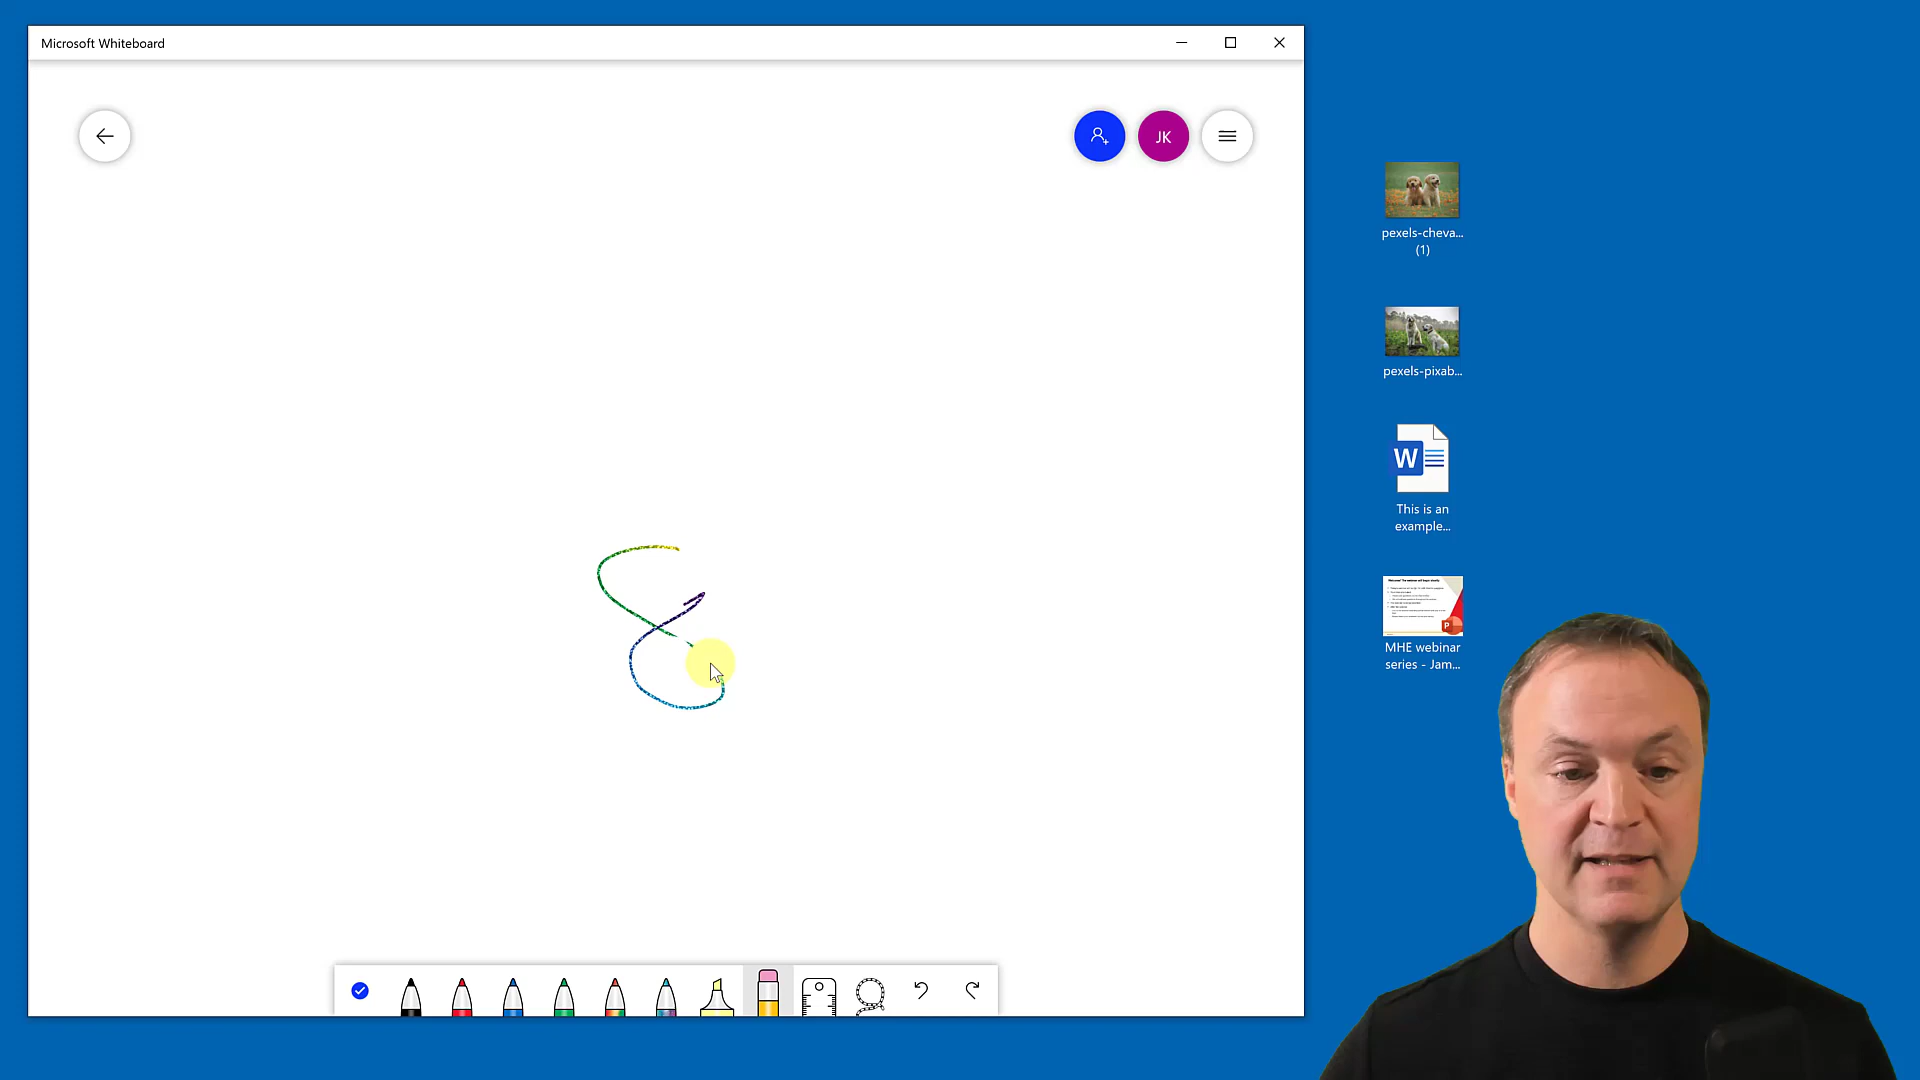 Microsoft Whiteboard
JK
pexels-cheva...
(1)
pexels-pixab...
W
This is an
example...
P
MHE webinar
series - Jam...